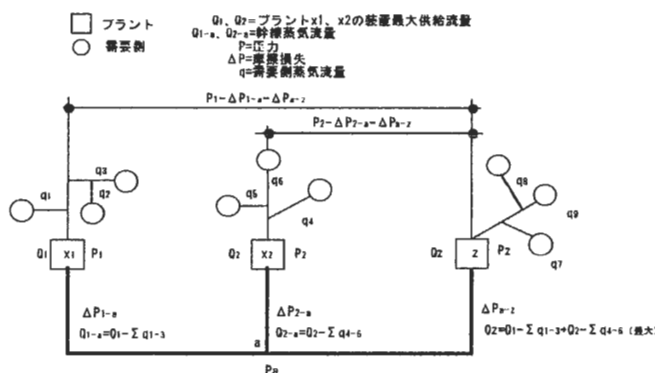 プラント
需要側
Q1、Q2=プラントx1、x2の装置最大供給流量
Q1-a、Q2-a=幹線蒸気流量
P=圧力
ΔP=摩擦損失
q=需要側蒸気流量
P1-ΔP1-a-ΔPa-z
P2-ΔP2-a-ΔPa-z
q3
q1
q2
q6
q5
q4
q8
q9
q7
Q1
X1
P1
Q2
X2
P2
QZ
Z
PZ
ΔP1-a
Q1-a=Q1-Σq1-3
ΔP2-a
Q2-a=Q2-Σq4-6
a
ΔPa-z
QZ=Q1-Σq1-3+Q2-Σq4-6 (最大)
Pa